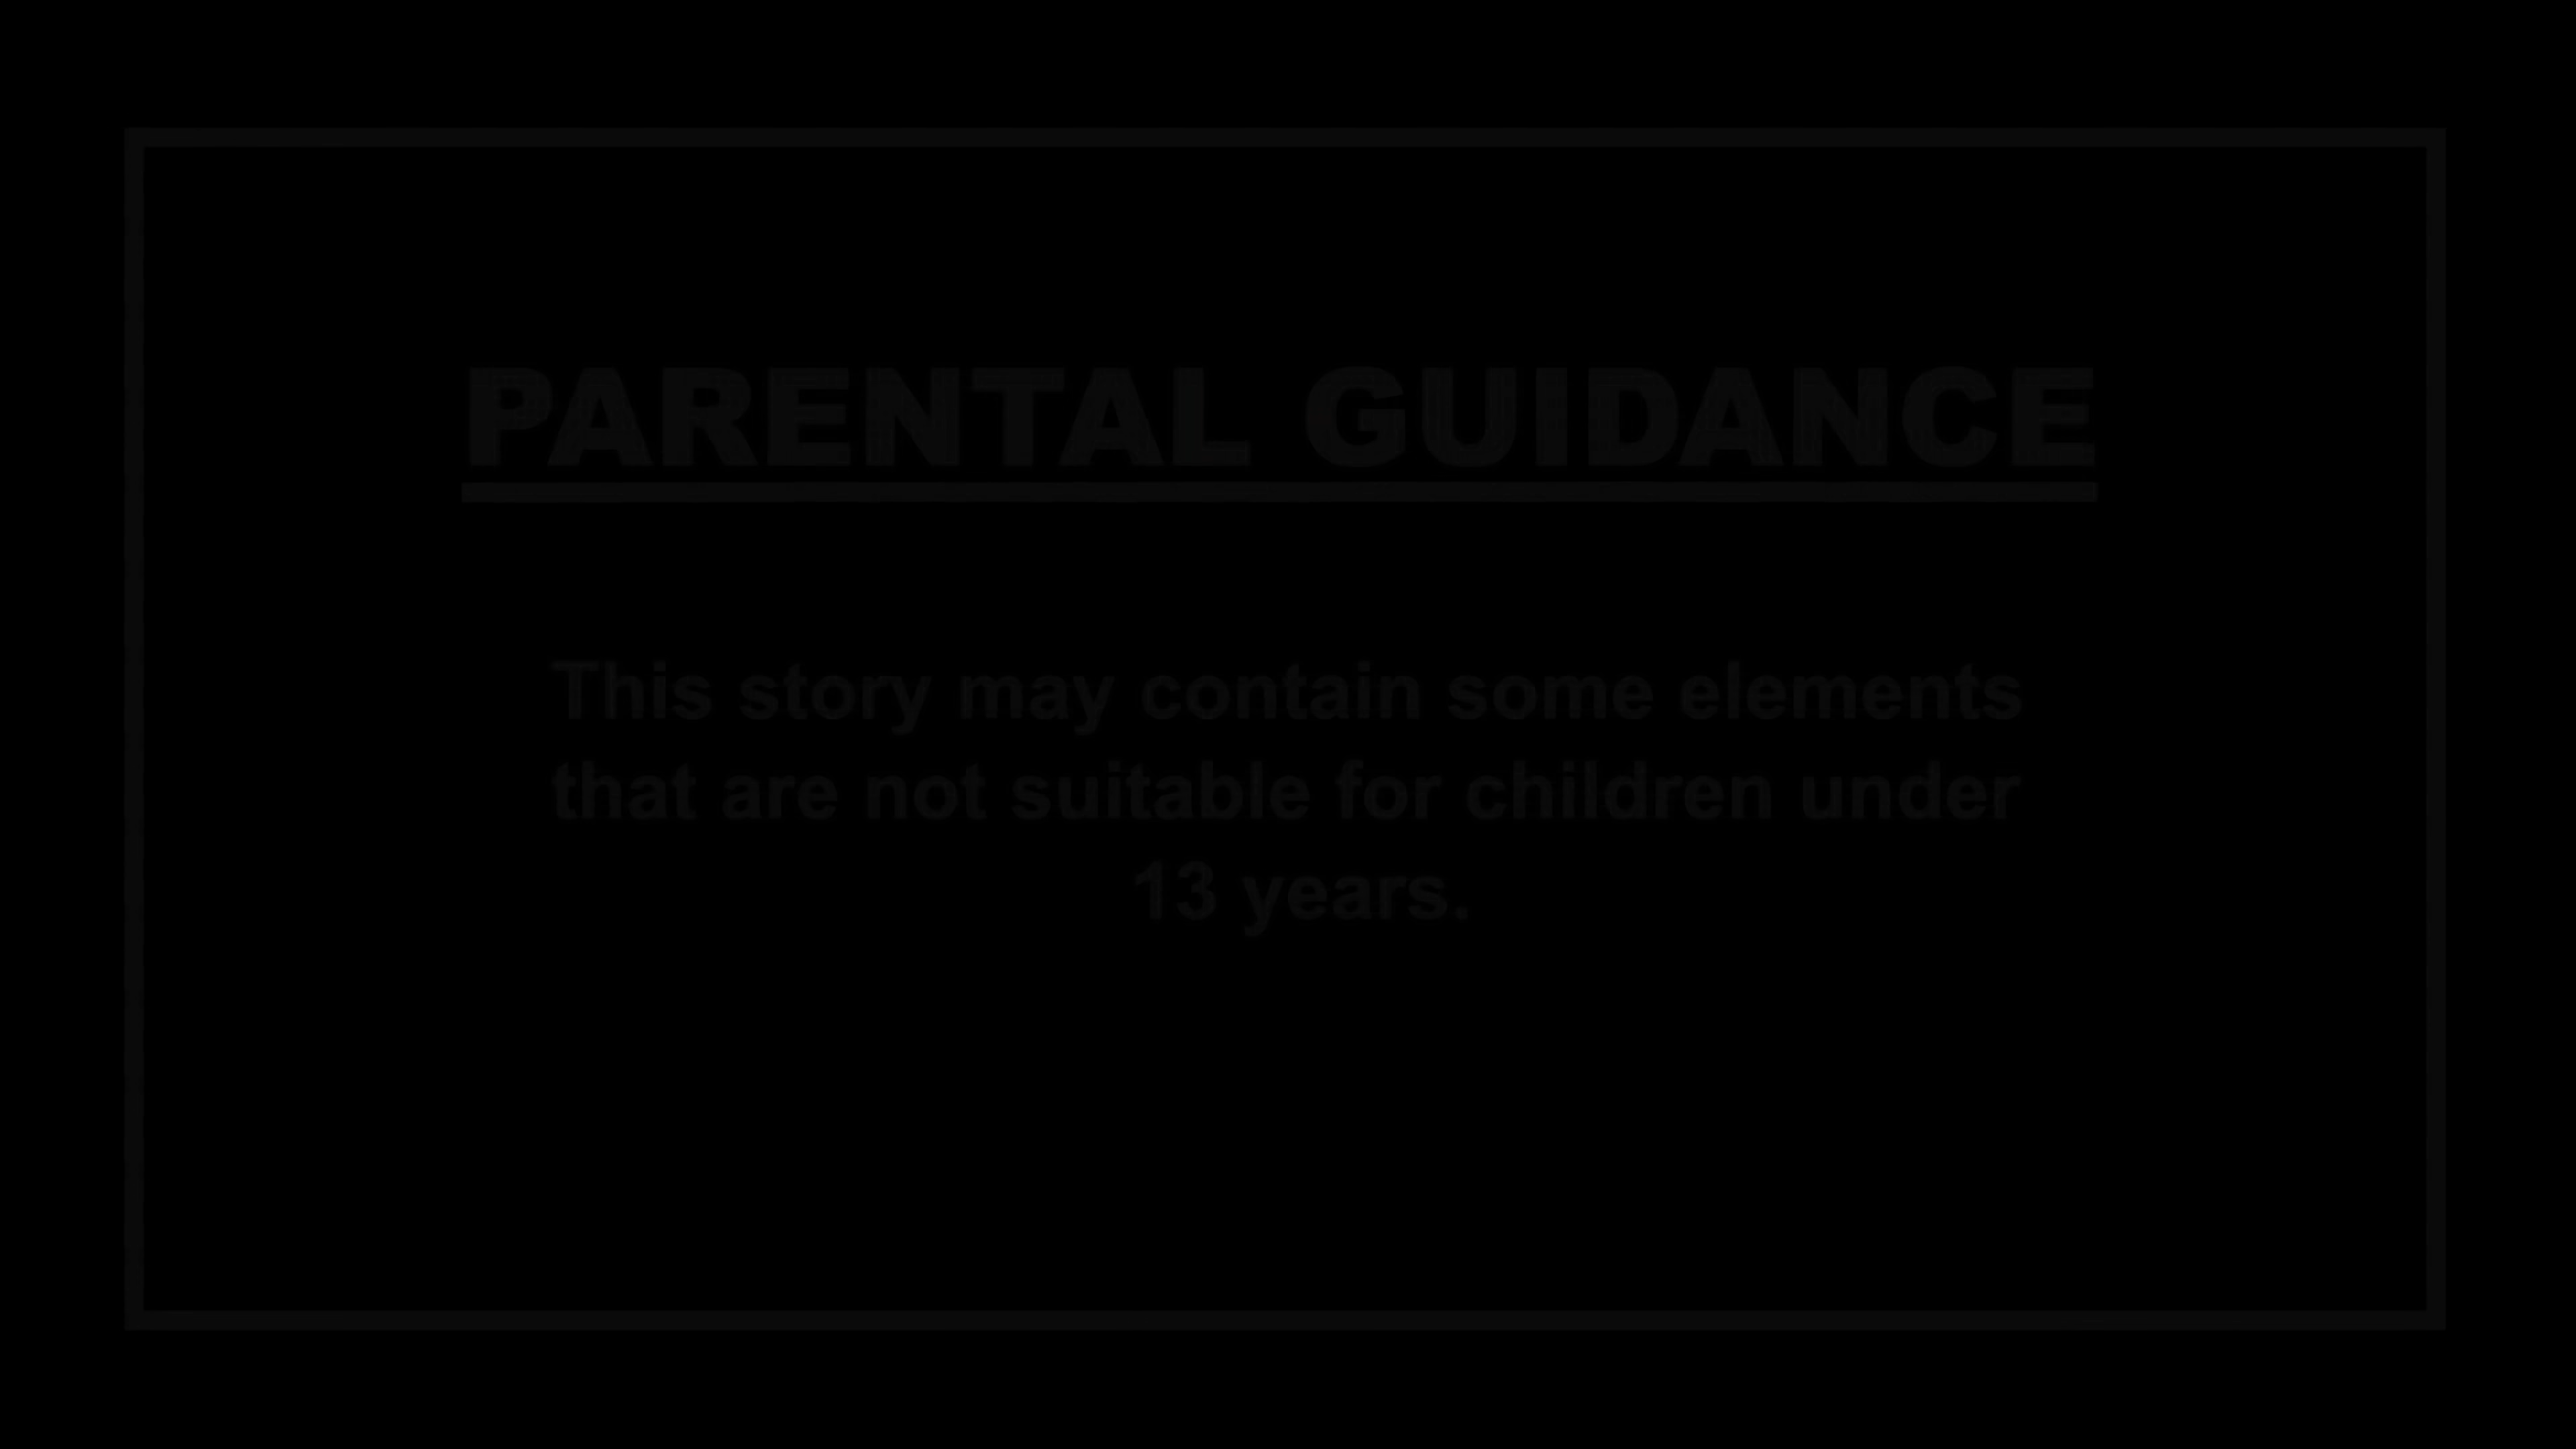 PARENTAL GUIDANCE
This story may contain some elements
that are not suitable for children under
13 years.